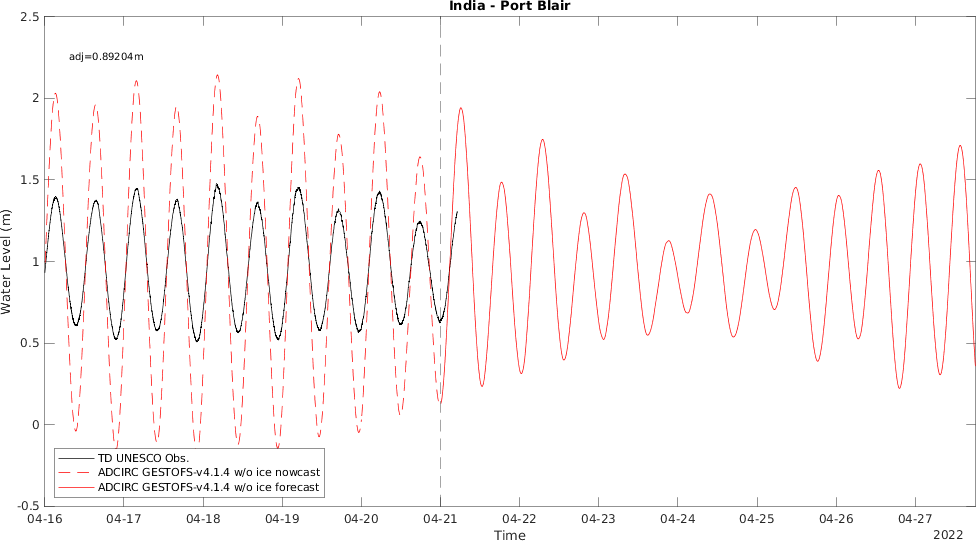 India - Port Blair
2.5
adj=0.89204m
2
1.5
1
0.5
0
-0.5
Water Level (m)
TD UNESCO Obs.
ADCIRC GESTOFS-v4.1.4 w/o ice nowcast
ADCIRC GESTOFS-v4.1.4 w/o ice forecast
04-16 04-17 04-18 04-19 04-20 04-21 04-22 04-23 04-24 04-25 04-26 04-27
Time
2022